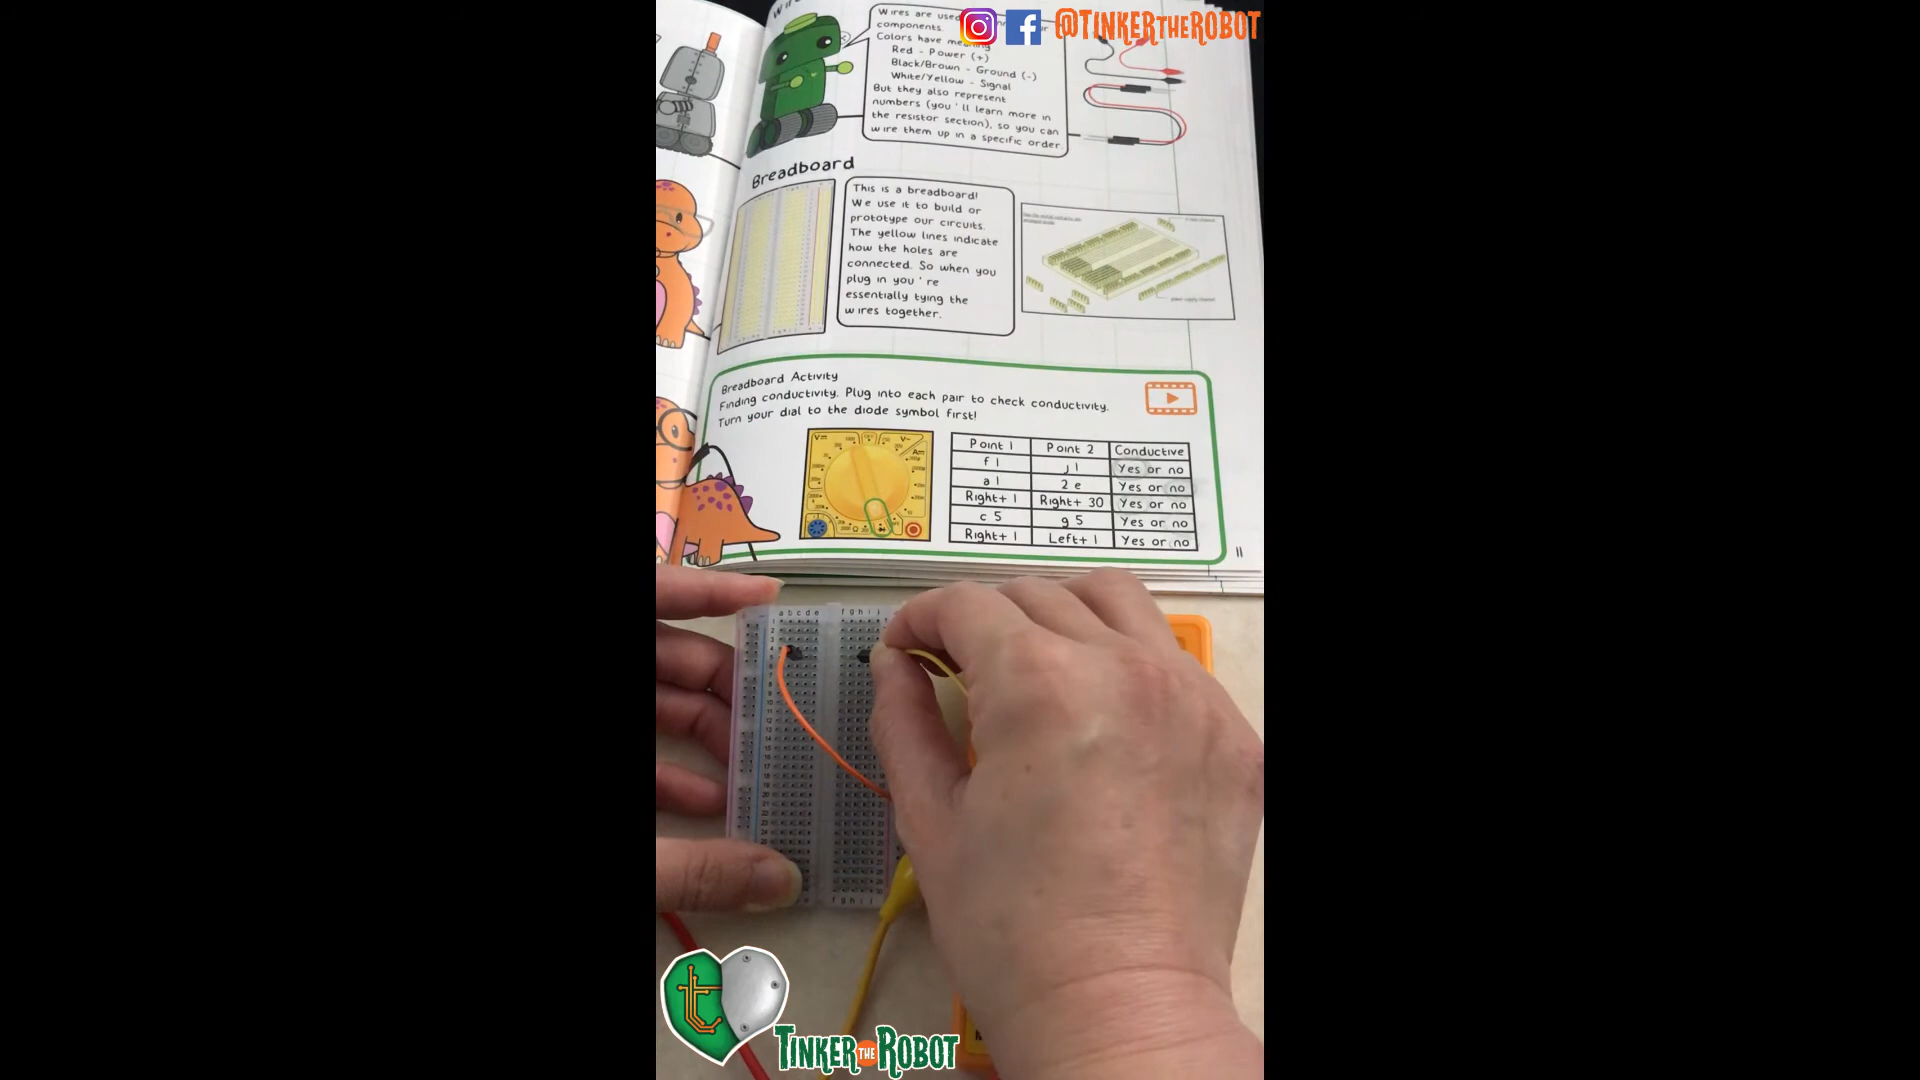 @TINKERTHEROBOT
Wires are used
components.
Colors have meaning
Red - Power (+)
Black/Brown - Ground (-)
White/Yellow - Signal
But they also represent
numbers (you'll learn more in
the resistor section), so you can
wire them up in a specific order.
Breadboard
This is a breadboard!
We use it to build or
prototype our circuits.
The yellow lines indicate
how the holes are
connected. So when you
plug in you're
essentially tying the
wires together.
Breadboard Activity
Finding conductivity. Plug into each pair to check conductivity.
Turn your dial to the diode symbol first!
Point 1 Point 2 Conductive
f 1 j 1 Yes or no
a 1 2 e Yes or no
Right+ 1 Right+ 30 Yes or no
c 5 g 5 Yes or no
Right+ 1 Left+ 1 Yes or no
11
a b c d e f g h i j
t
TINKER THE ROBOT